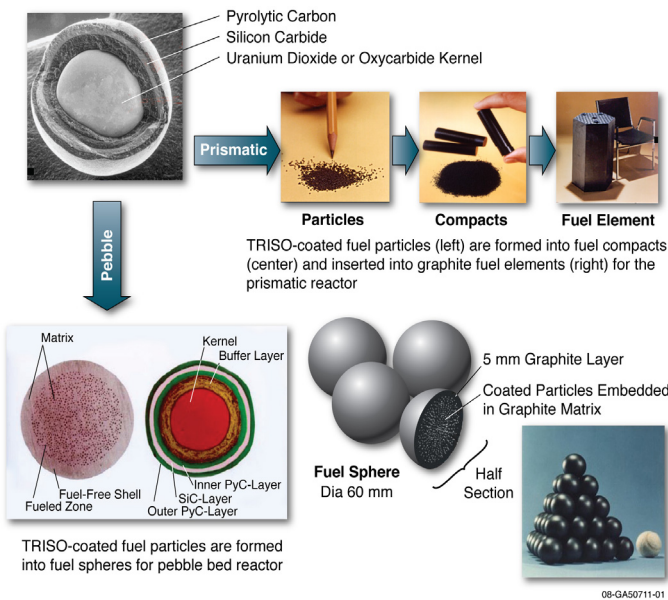 Pyrolytic Carbon
Silicon Carbide
Uranium Dioxide or Oxycarbide Kernel
Prismatic
Particles
Compacts
Fuel Element
TRISO-coated fuel particles (left) are formed into fuel compacts
(center) and inserted into graphite fuel elements (right) for the
prismatic reactor
Pebble
Matrix
Kernel
Buffer Layer
Fuel-Free Shell
Fueled Zone
Inner PyC-Layer
SiC-Layer
Outer PyC-Layer
5 mm Graphite Layer
Coated Particles Embedded
in Graphite Matrix
Fuel Sphere
Dia 60 mm
Half
Section
TRISO-coated fuel particles are formed
into fuel spheres for pebble bed reactor
08-GA50711-01